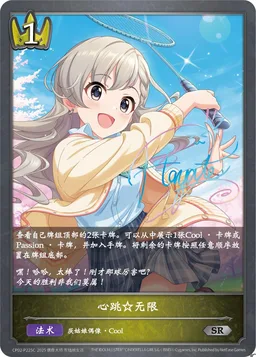 1
查看自己牌组顶部的2张卡牌。可以从中展示1张Cool・卡牌或
Passion・卡牌,并加入手牌。将剩余的卡牌按照任意顺序放
置在牌组底部。
嘿!哈哈,太棒了!刚才那球厉害吧?
今天的胜利非我们莫属!
心跳☆无限
法术
灰姑娘偶像・Cool
SR